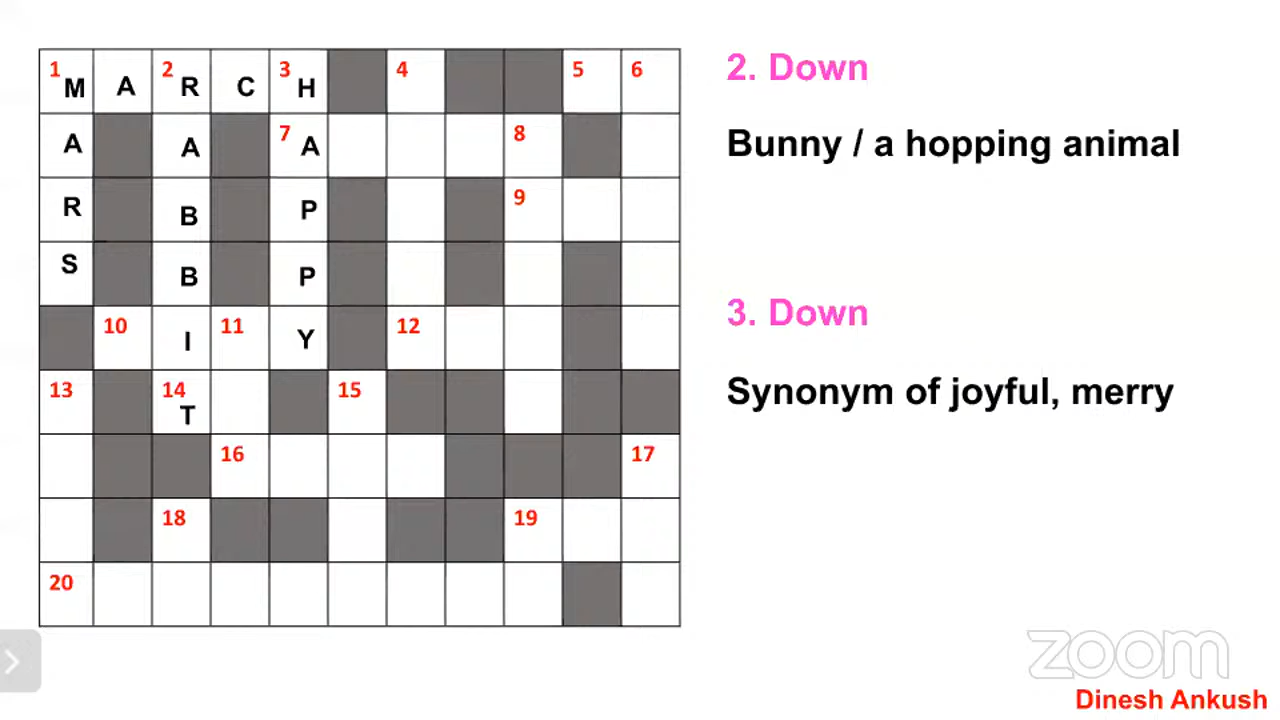 1 M A 2 R C 3 H 4 5 6
A A 7 A 8
R B P 9
S B P
10 I 11 Y 12
13 14 T 15
16 17
18 19
20
2. Down
Bunny / a hopping animal
3. Down
Synonym of joyful, merry
zoom
Dinesh Ankush